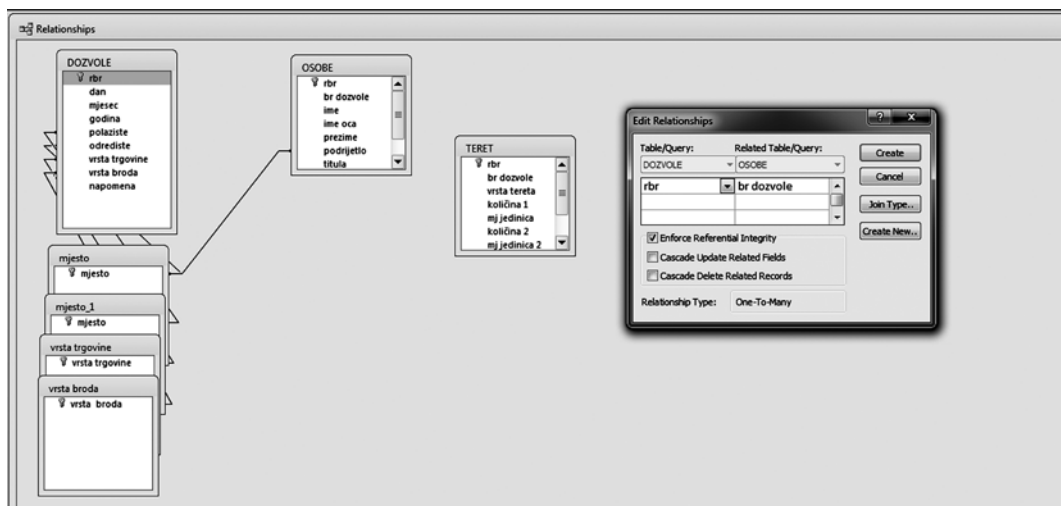 Relationships
DOZVOLE
rbr
dan
mjesec
godina
polaziste
odrediste
vrsta trgovine
vrsta broda
napomena
mjesto
mjesto
mjesto_1
mjesto
vrsta trgovine
vrsta trgovine
vrsta broda
vrsta broda
OSOBE
rbr
br dozvole
ime
ime oca
prezime
podrijetlo
titula
TERET
rbr
br dozvole
vrsta tereta
količina 1
mj jedinica
količina 2
mj jedinica 2
Edit Relationships
? X
Table/Query: Related Table/Query:
DOZVOLE OSOBE
rbr br dozvole
Enforce Referential Integrity
Cascade Update Related Fields
Cascade Delete Related Records
Relationship Type: One-To-Many
Create
Cancel
Join Type..
Create New..